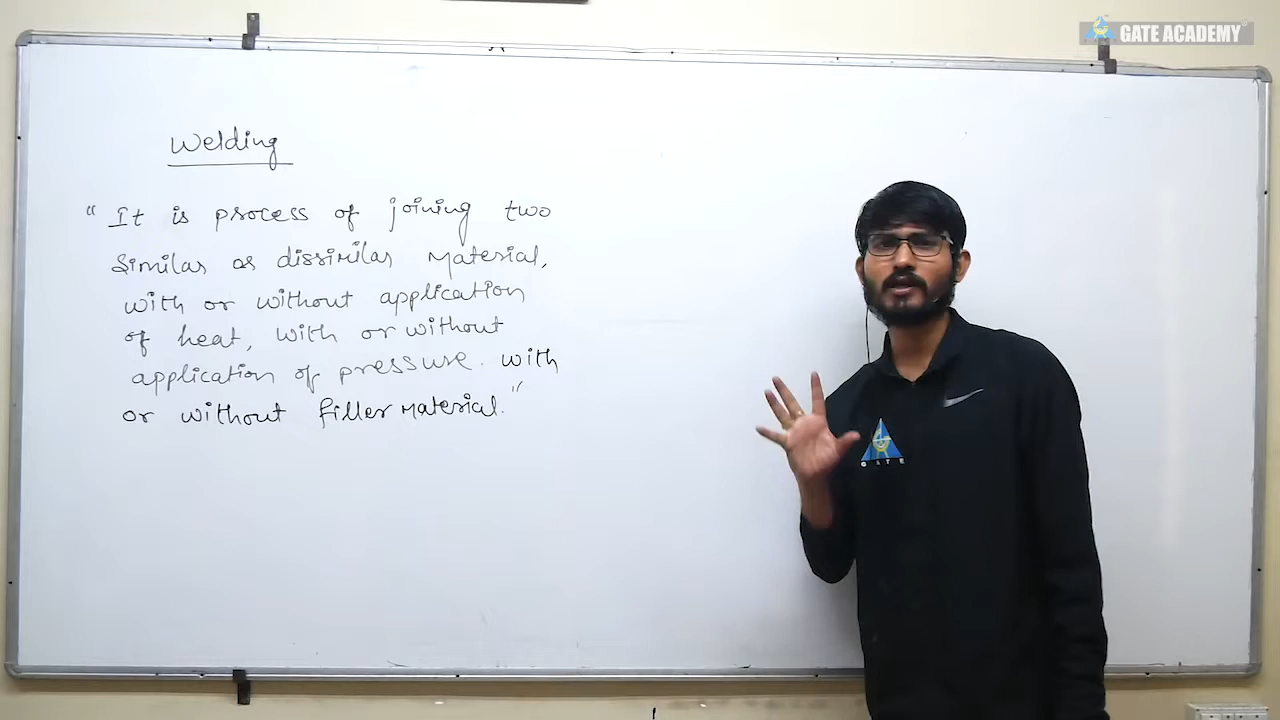 GATE ACADEMY
Welding
“ It is process of joining two
Similar or dissimilar Material,
with or without application
of heat, with or without
application of pressure. with
or without filler Material.”
GATE